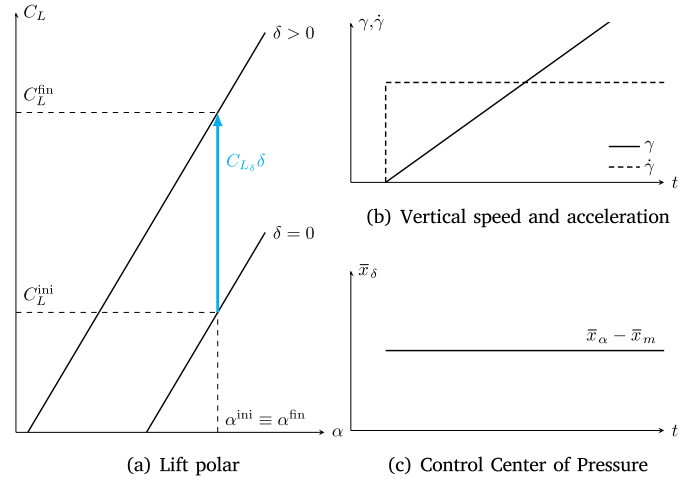 C_L
δ > 0
C_L^fin
C_{L_δ} δ
δ = 0
C_L^ini
α^ini ≡ α^fin
α
(a) Lift polar
γ,γ̇
γ
γ̇
t
(b) Vertical speed and acceleration
x̅_δ
x̅_α − x̅_m
t
(c) Control Center of Pressure